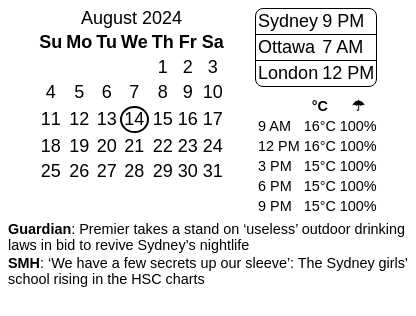 August 2024
Su Mo Tu We Th Fr Sa
1 2 3
4 5 6 7 8 9 10
11 12 13 14 15 16 17
18 19 20 21 22 23 24
25 26 27 28 29 30 31
Sydney 9 PM
Ottawa 7 AM
London 12 PM
°C ☂
9 AM 16°C 100%
12 PM 16°C 100%
3 PM 15°C 100%
6 PM 15°C 100%
9 PM 15°C 100%
Guardian: Premier takes a stand on ‘useless’ outdoor drinking
laws in bid to revive Sydney’s nightlife
SMH: ‘We have a few secrets up our sleeve’: The Sydney girls'
school rising in the HSC charts